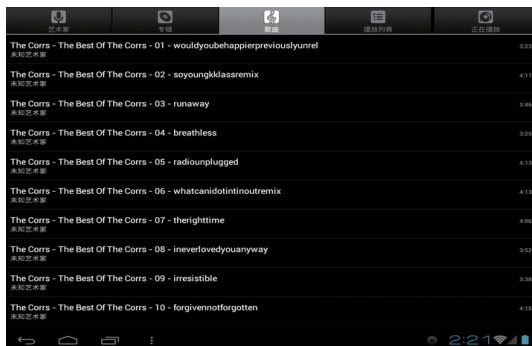 艺术家 专辑 歌曲 播放列表 正在播放
The Corrs - The Best Of The Corrs - 01 - wouldyoubehappierpreviouslyunrel 3:23
未知艺术家
The Corrs - The Best Of The Corrs - 02 - soyoungkklassremix 4:11
未知艺术家
The Corrs - The Best Of The Corrs - 03 - runaway 3:46
未知艺术家
The Corrs - The Best Of The Corrs - 04 - breathless 3:25
未知艺术家
The Corrs - The Best Of The Corrs - 05 - radiounplugged 4:13
未知艺术家
The Corrs - The Best Of The Corrs - 06 - whatcanidotintinoutremix 4:13
未知艺术家
The Corrs - The Best Of The Corrs - 07 - therighttime 4:06
未知艺术家
The Corrs - The Best Of The Corrs - 08 - ineverlovedyouanyway 3:52
未知艺术家
The Corrs - The Best Of The Corrs - 09 - irresistible 3:38
未知艺术家
The Corrs - The Best Of The Corrs - 10 - forgivennotforgotten 4:15
未知艺术家
2:21